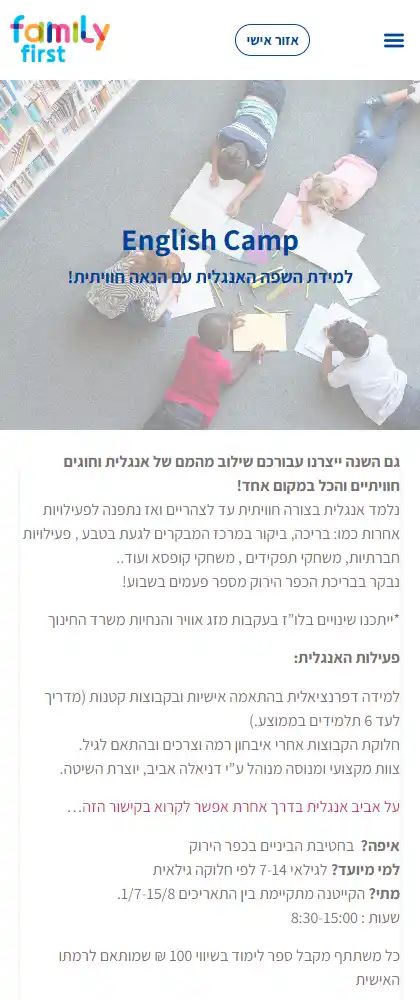 family
first
אזור אישי
English Camp
למידת השפה האנגלית עם הנאה חוויתית!
גם השנה ייצרנו עבורכם שילוב מהמם של אנגלית וחוגים
חוויתיים והכל במקום אחד!
נלמד אנגלית בצורה חוויתית עד לצהריים ואז נתפנה לפעילויות
אחרות כמו: בריכה, ביקור במרכז המבקרים לגעת בטבע , פעילויות
חברתיות, משחקי תפקידים , משחקי קופסא ועוד..
נבקר בבריכת הכפר הירוק מספר פעמים בשבוע!
*ייתכנו שינויים בלו"ז בעקבות מזג אוויר והנחיות משרד החינוך
פעילות האנגלית:
למידה דפרנציאלית בהתאמה אישיות ובקבוצות קטנות (מדריך
לעד 6 תלמידים בממוצע.)
חלוקת הקבוצות אחרי איבחון רמה וצרכים ובהתאם לגיל.
צוות מקצועי ומנוסה מנוהל ע"י דניאלה אביב, יוצרת השיטה.
על אביב אנגלית בדרך אחרת אפשר לקרוא בקישור הזה…
איפה? בחטיבת הביניים בכפר הירוק
למי מיועד? לגילאי 7-14 לפי חלוקה גילאית
מתי? הקייטנה מתקיימת בין התאריכים 1/7-15/8.
שעות : 8:30-15:00
כל משתתף מקבל ספר לימוד בשיווי 100 ₪ שמותאם לרמתו
האישית